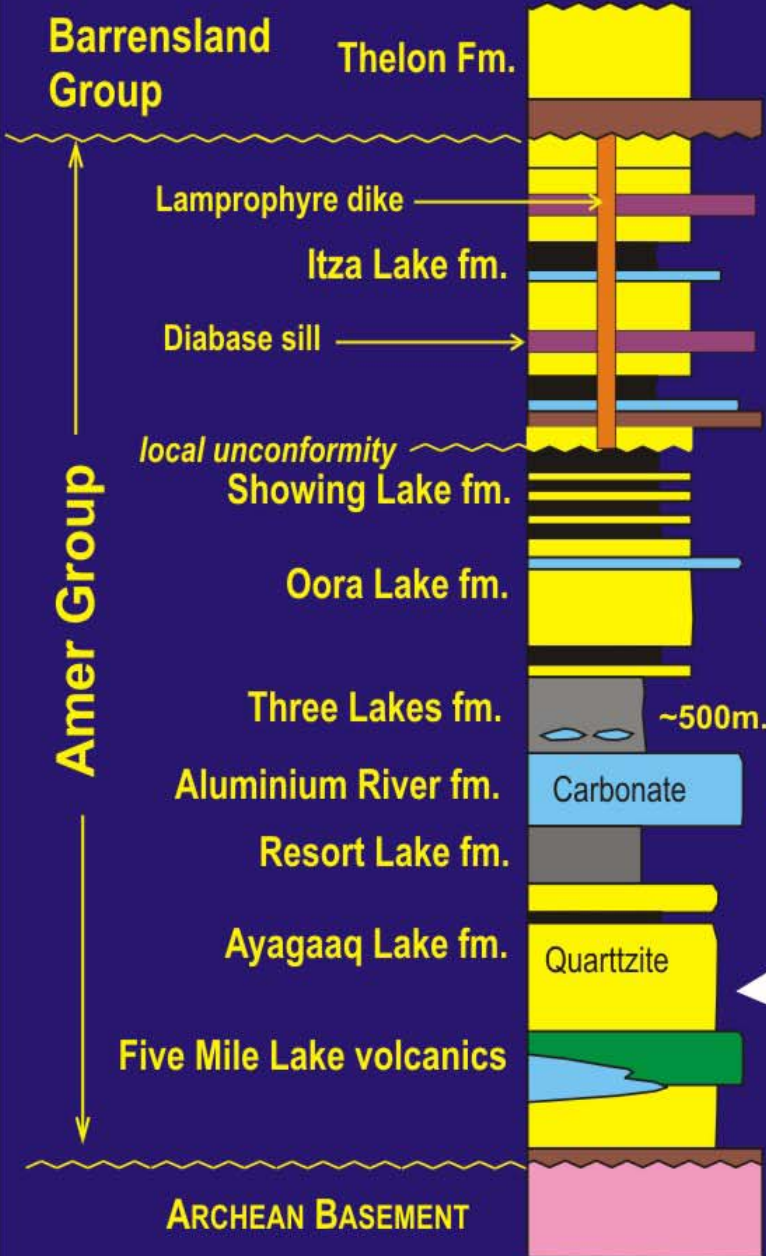 Barrensland
Group
Thelon Fm.
Lamprophyre dike
Itza Lake fm.
Diabase sill
local unconformity
Showing Lake fm.
Oora Lake fm.
Amer Group
Three Lakes fm.
~500m.
Aluminium River fm.
Carbonate
Resort Lake fm.
Ayagaaq Lake fm.
Quarttzite
Five Mile Lake volcanics
ARCHEAN BASEMENT